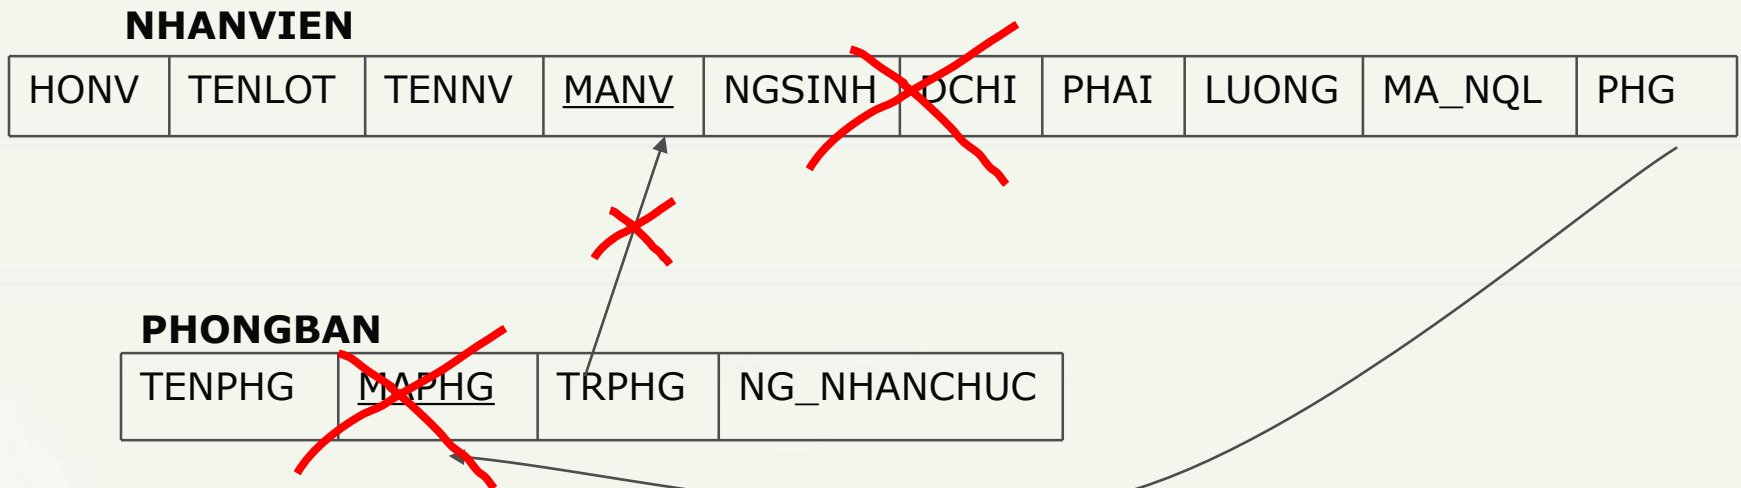 NHANVIEN
HONV TENLOT TENNV MANV NGSINH DCHI PHAI LUONG MA_NQL PHG
PHONGBAN
TENPHG MAPHG TRPHG NG_NHANCHUC